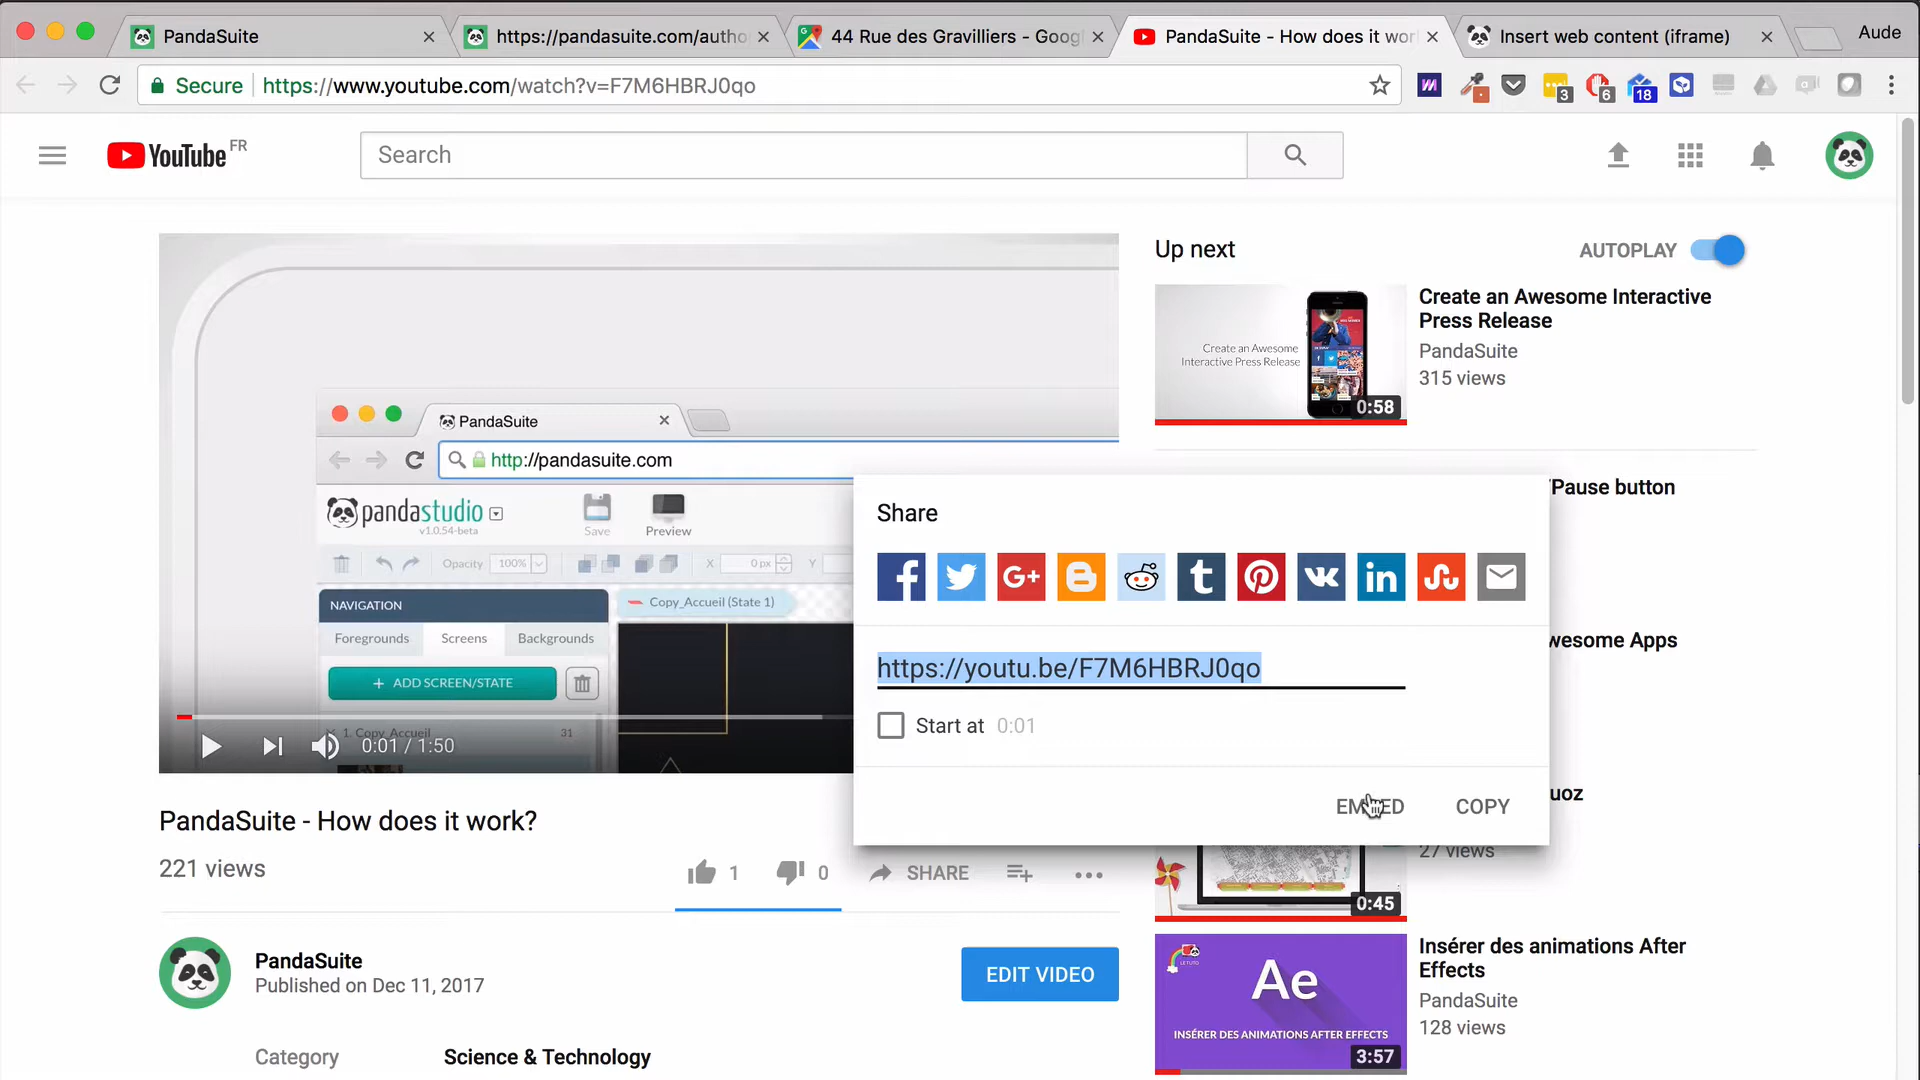 PandaSuite
https://pandasuite.com/autho
44 Rue des Gravilliers - Goog
PandaSuite - How does it wor
Insert web content (iframe)
Aude
Secure
https://www.youtube.com/watch?v=F7M6HBRJ0qo
3
6
18
YouTube FR
Search
Up next
AUTOPLAY
Create an Awesome
Interactive Press Release
0:58
Create an Awesome Interactive
Press Release
PandaSuite
315 views
PandaSuite
http://pandasuite.com
pandastudio
v1.0.54-beta
Save
Preview
Opacity
100%
X
0 px
Y
NAVIGATION
Copy_Accueil (State 1)
Foregrounds
Screens
Backgrounds
+ ADD SCREEN/STATE
1. Copy_Accueil
31
0:01 / 1:50
Share
G+
t
in
https://youtu.be/F7M6HBRJ0qo
Start at 0:01
COPY
/Pause button
wesome Apps
uoz
27 views
0:45
PandaSuite - How does it work?
221 views
1
0
SHARE
PandaSuite
Published on Dec 11, 2017
EDIT VIDEO
Category
Science & Technology
Ae
INSÉRER DES ANIMATIONS AFTER EFFECTS
3:57
Insérer des animations After
Effects
PandaSuite
128 views